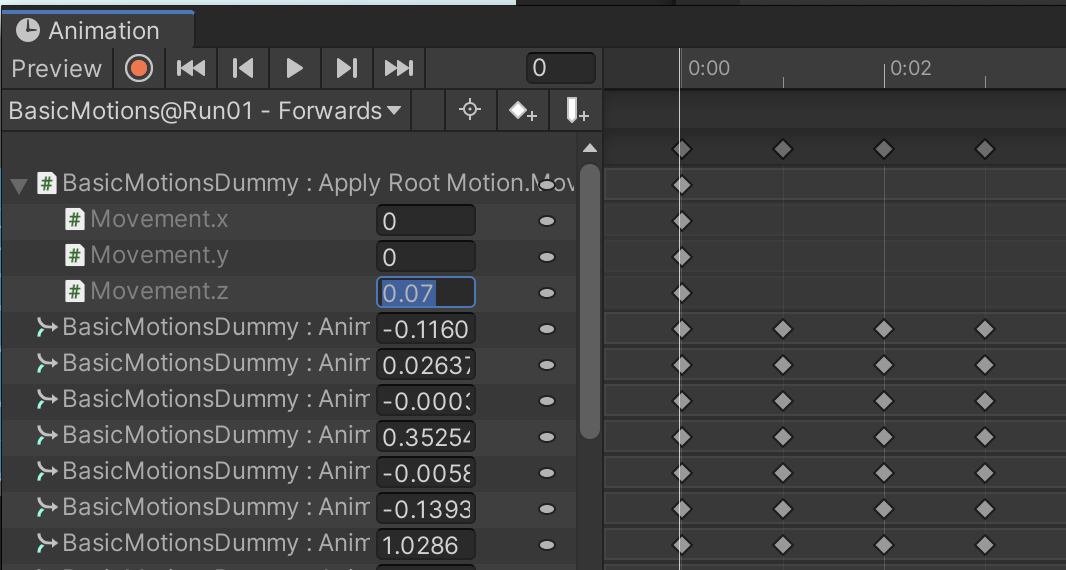 Animation
Preview 0 0:00 0:02
BasicMotions@Run01 - Forwards
# BasicMotionsDummy : Apply Root Motion.Mov
# Movement.x 0
# Movement.y 0
# Movement.z 0.07
BasicMotionsDummy : Anim -0.1160
BasicMotionsDummy : Anim 0.02637
BasicMotionsDummy : Anim -0.0003
BasicMotionsDummy : Anim 0.35254
BasicMotionsDummy : Anim -0.0058
BasicMotionsDummy : Anim -0.1393
BasicMotionsDummy : Anim 1.0286